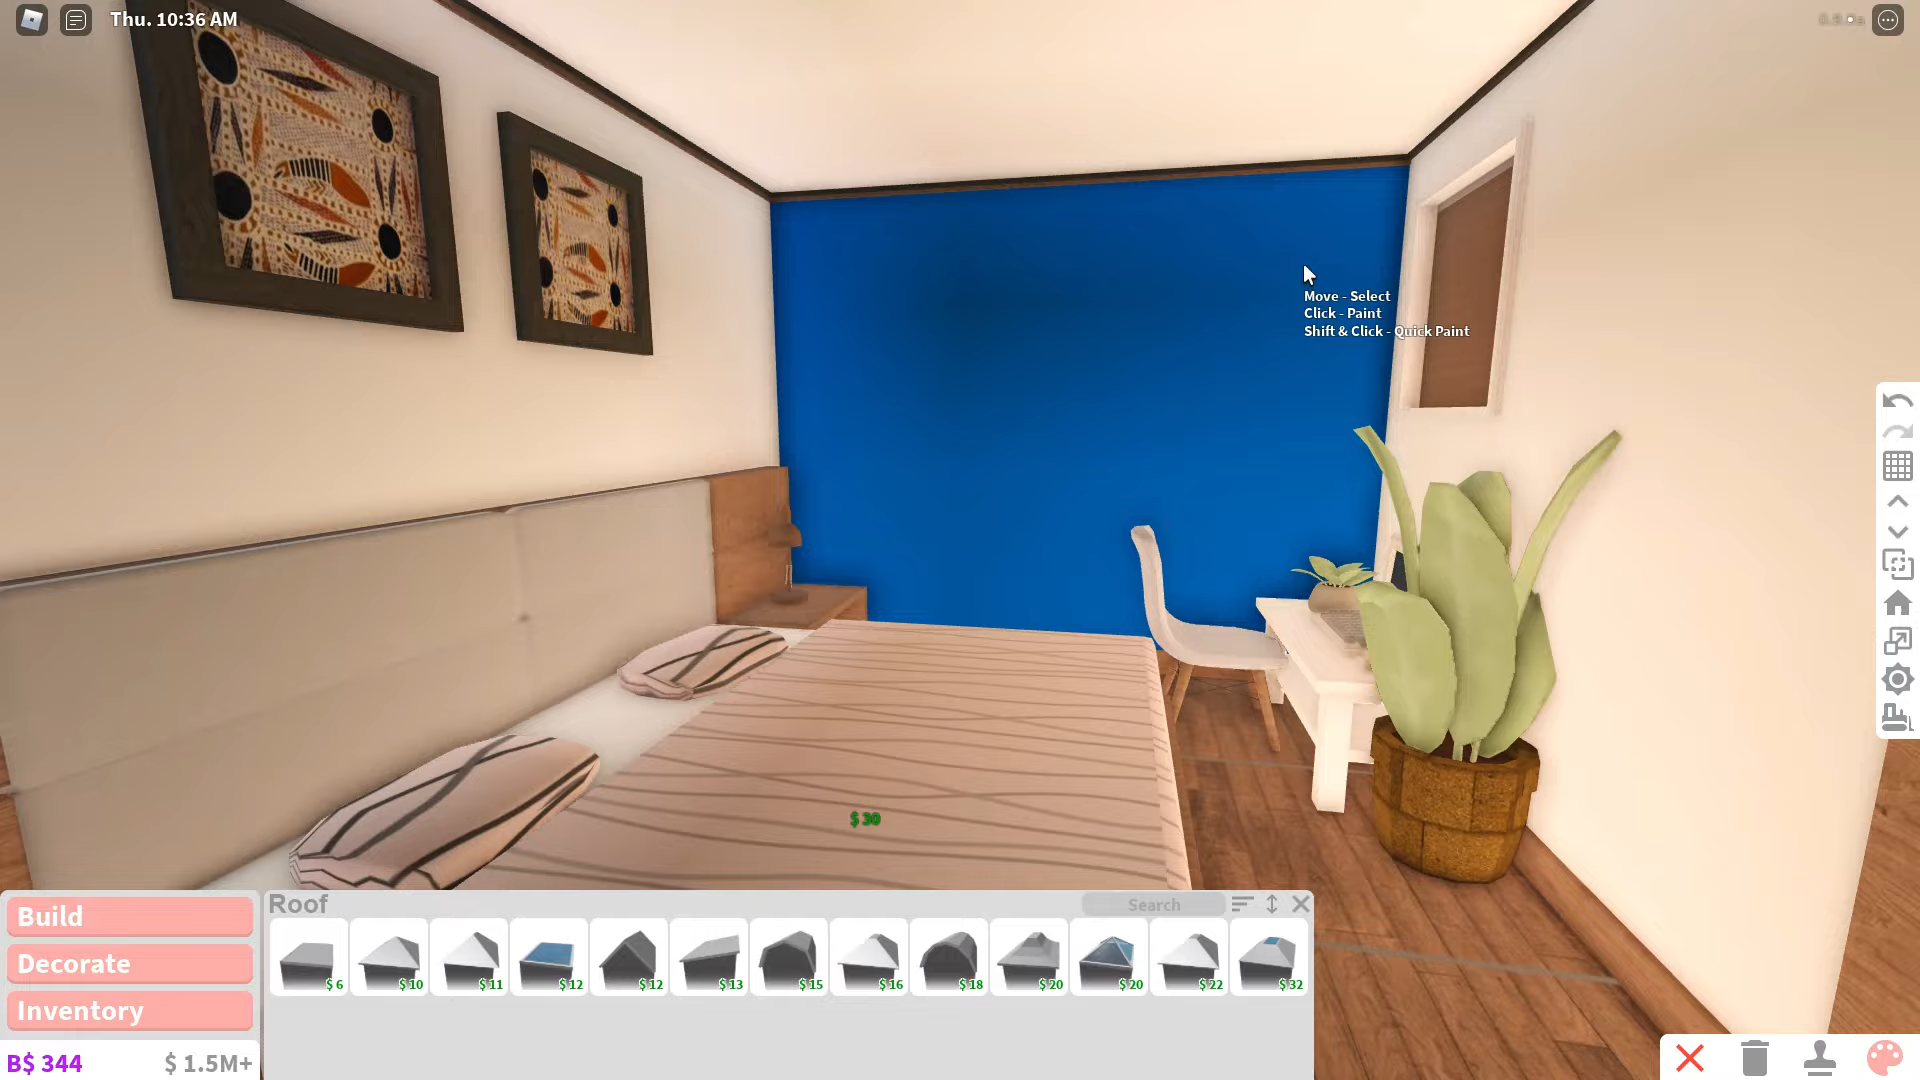 Thu. 10:36 AM
Move - Select
Click - Paint
Shift & Click - Quick Paint
$ 30
Build
Decorate
Inventory
B$ 344
$ 1.5M+
Roof
Search
$ 6
$ 10
$ 11
$ 12
$ 12
$ 13
$ 15
$ 16
$ 18
$ 20
$ 20
$ 22
$ 32